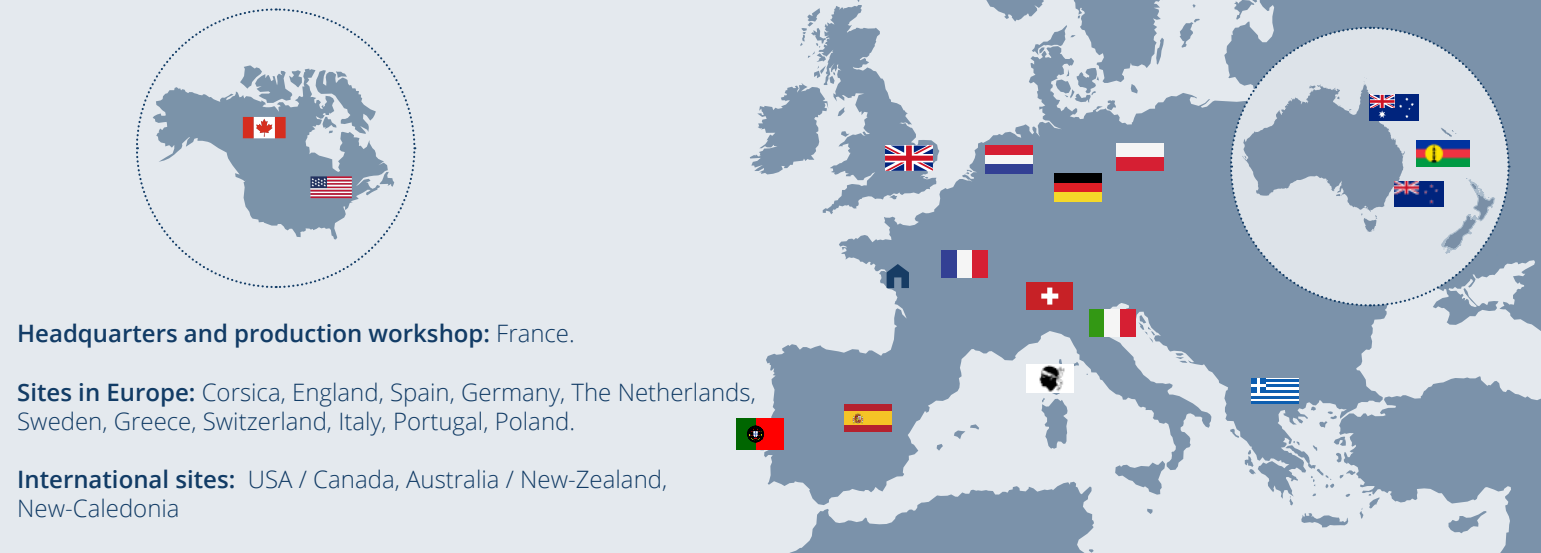 Headquarters and production workshop: France.
Sites in Europe: Corsica, England, Spain, Germany, The Netherlands,
Sweden, Greece, Switzerland, Italy, Portugal, Poland.
International sites: USA / Canada, Australia / New-Zealand,
New-Caledonia